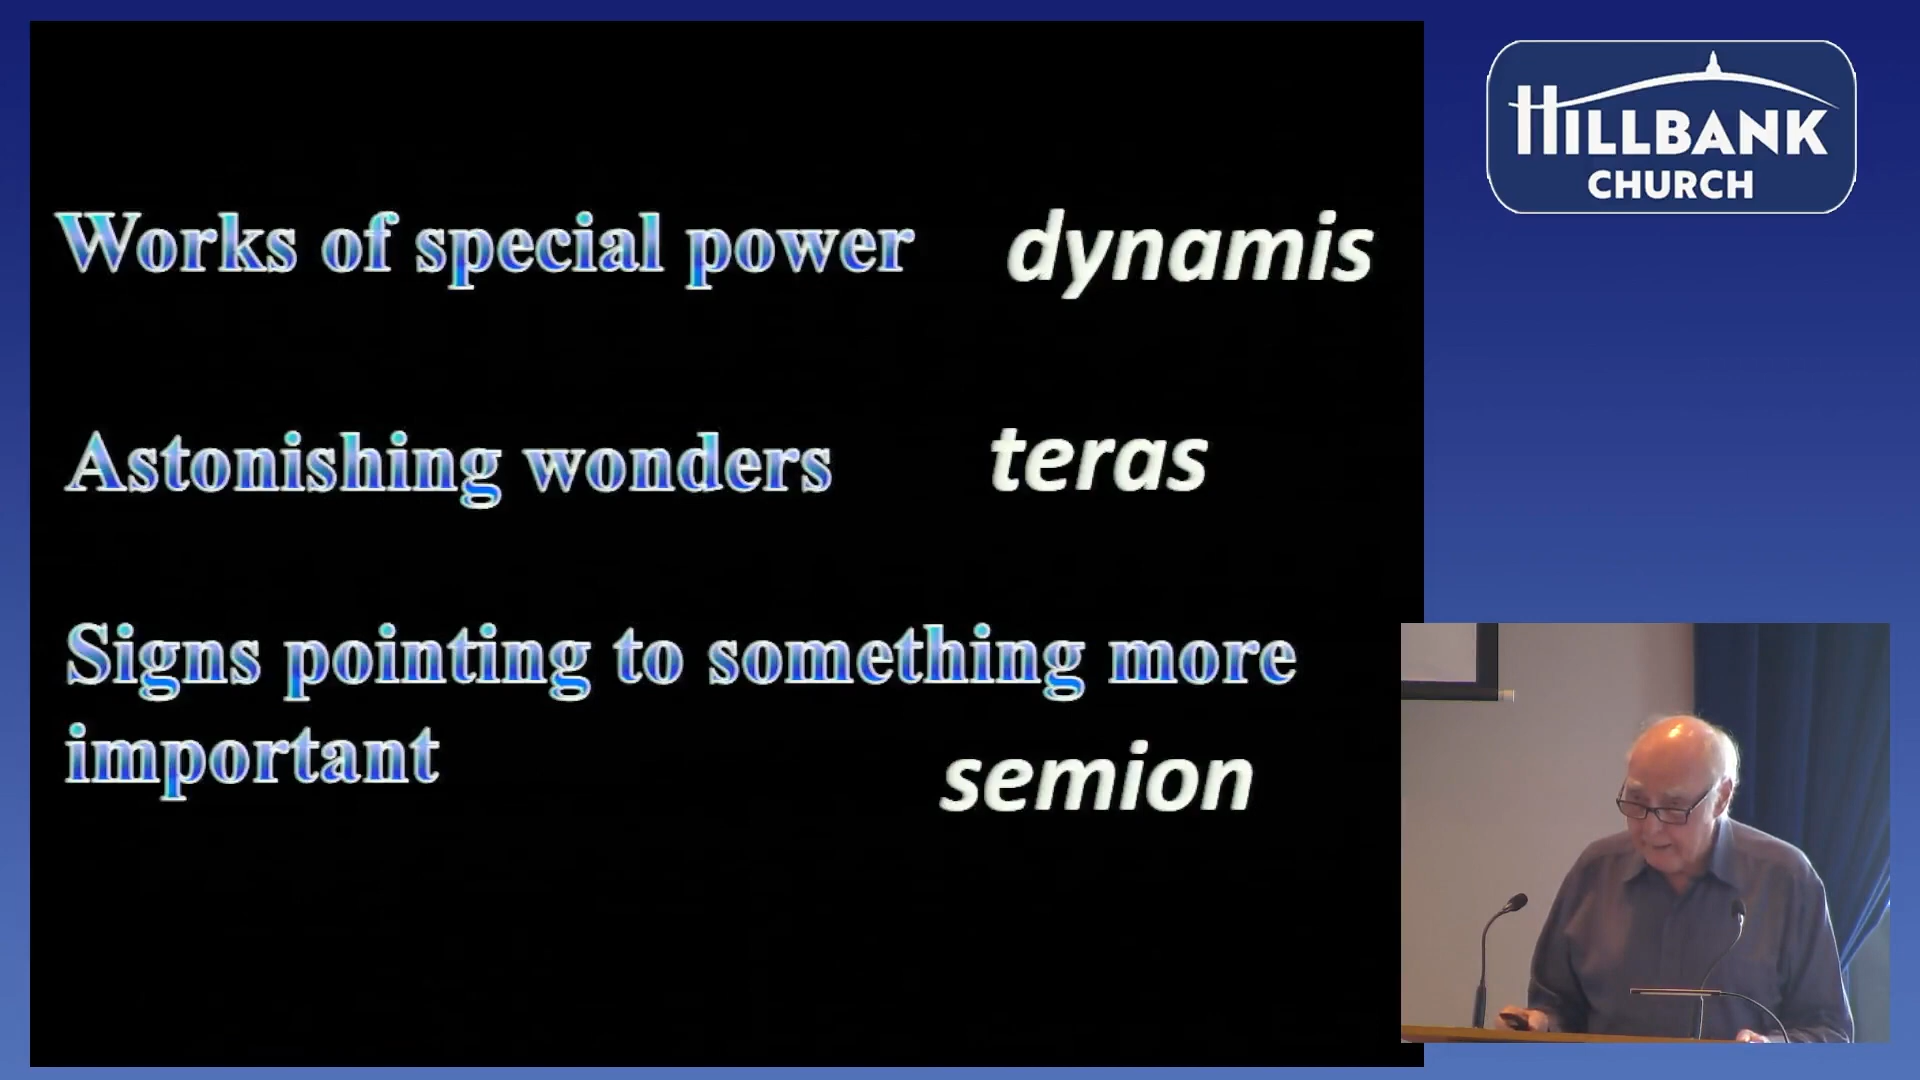 Works of special power dynamis
Astonishing wonders teras
Signs pointing to something more
important
semion
HILLBANK
CHURCH